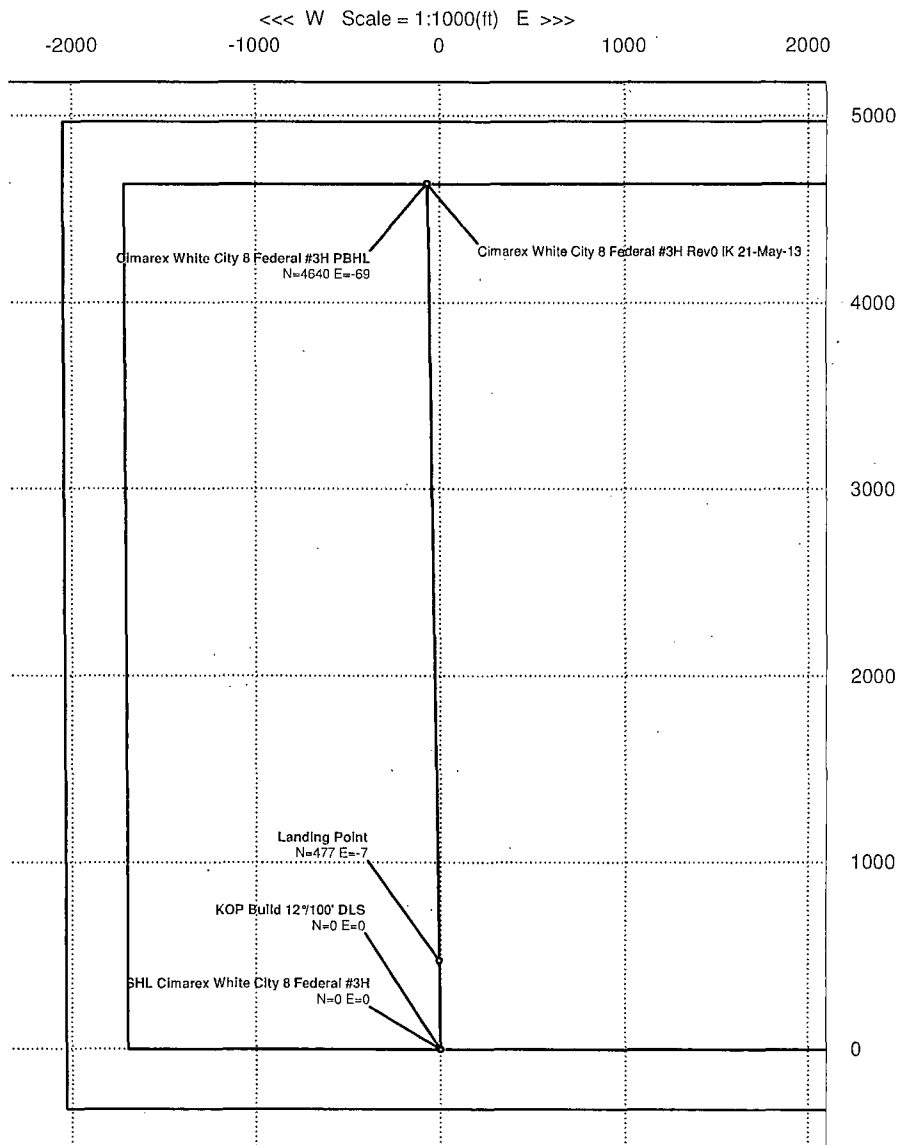 <<< W Scale = 1:1000(ft) E >>>
-2000 -1000 0 1000 2000
5000
Cimarex White City 8 Federal #3H PBHL
N=4640 E=-69
Cimarex White City 8 Federal #3H Rev0 IK 21-May-13
4000
3000
2000
Landing Point
N=477 E=-7
1000
KOP Build 12°/100' DLS
N=0 E=0
SHL Cimarex White City 8 Federal #3H
N=0 E=0
0